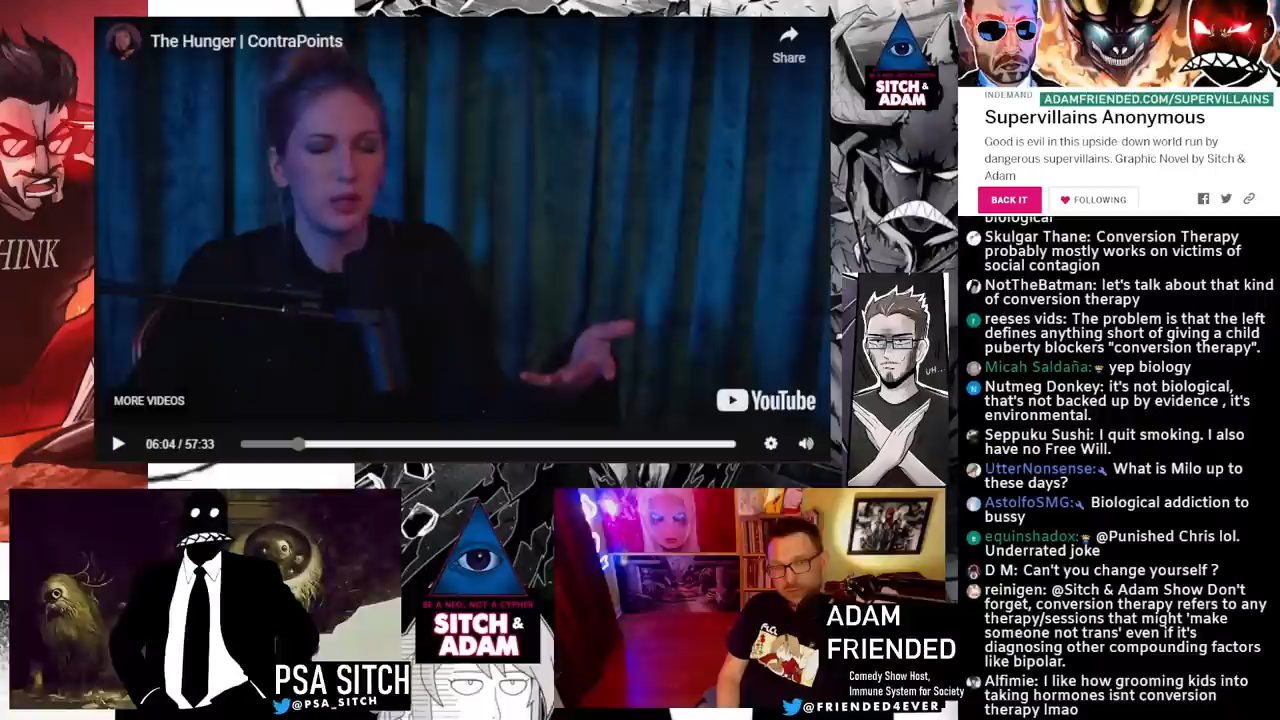 The Hunger | ContraPoints
Share
MORE VIDEOS
YouTube
06:04 / 57:33
HINK
SITCH &
ADAM
UH..
INDEMAND
ADAMFRIENDED.COM/SUPERVILLAINS
Supervillains Anonymous
Good is evil in this upside-down world run by
dangerous supervillains. Graphic Novel by Sitch &
Adam
BACK IT
FOLLOWING
biological
Skulgar Thane: Conversion Therapy
probably mostly works on victims of
social contagion
NotTheBatman: let's talk about that kind
of conversion therapy
reeses vids: The problem is that the left
defines anything short of giving a child
puberty blockers "conversion therapy".
Micah Saldaña: yep biology
Nutmeg Donkey: it's not biological,
that's not backed up by evidence , it's
environmental.
Seppuku Sushi: I quit smoking. I also
have no Free Will.
UtterNonsense: What is Milo up to
these days?
AstolfoSMG: Biological addiction to
bussy
equinshadox: @Punished Chris lol.
Underrated joke
D M: Can't you change yourself ?
reinigen: @Sitch & Adam Show Don't
forget, conversion therapy refers to any
therapy/sessions that might 'make
someone not trans' even if it's
diagnosing other compounding factors
like bipolar.
Alfimie: I like how grooming kids into
taking hormones isnt conversion
therapy lmao
PSA SITCH
@PSA_SITCH
BE A NEO, NOT A CYPHER
SITCH &
ADAM
ADAM
FRIENDED
Comedy Show Host,
Immune System for Society
@FRIENDED4EVER